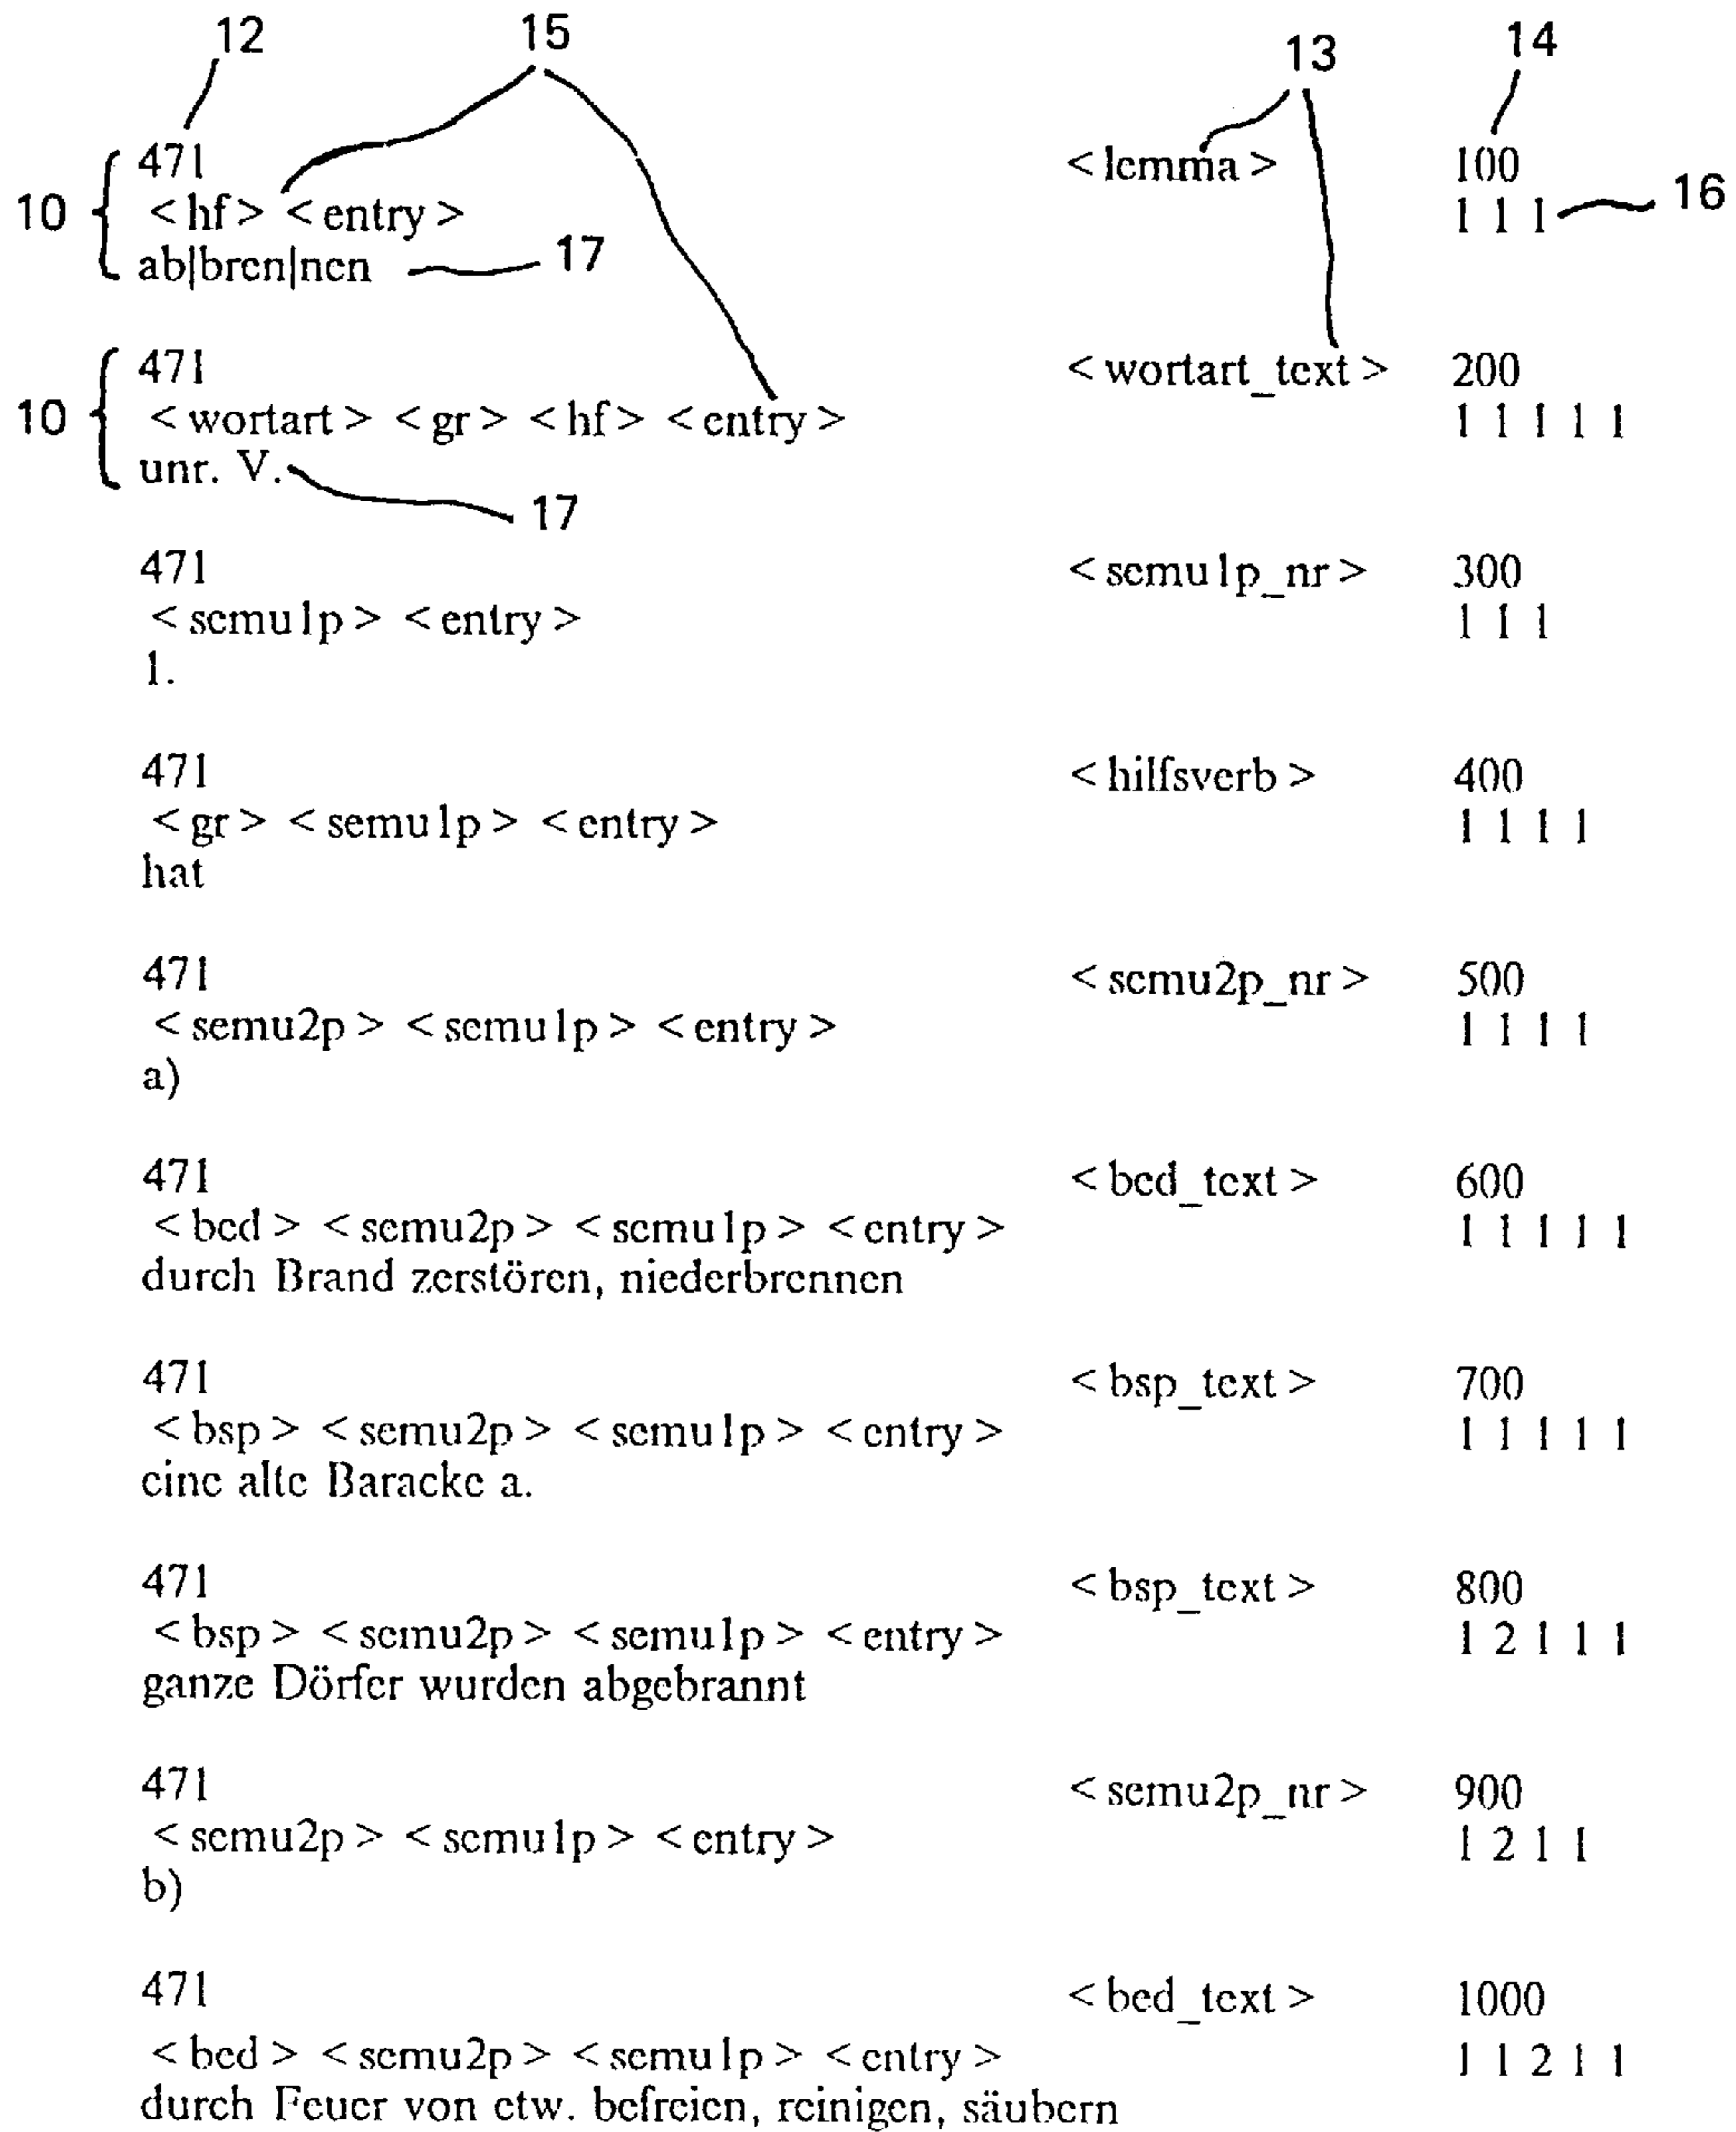 12 15 13 14
471 <lemma> 100
10 <hf> <entry> 1 1 1 16
ab|bren|nen 17
471 <wortart_text> 200
10 <wortart> <gr> <hf> <entry> 1 1 1 1 1
unr. V.
17
471 <semu1p_nr> 300
<semu1p> <entry> 1 1 1
1.
471 <hilfsverb> 400
<gr> <semu1p> <entry> 1 1 1 1
hat
471 <semu2p_nr> 500
<semu2p> <semu1p> <entry> 1 1 1 1
a)
471 <bed_text> 600
<bed> <semu2p> <semu1p> <entry> 1 1 1 1 1
durch Brand zerstören, niederbrennen
471 <bsp_text> 700
<bsp> <semu2p> <semu1p> <entry> 1 1 1 1 1
eine alte Baracke a.
471 <bsp_text> 800
<bsp> <semu2p> <semu1p> <entry> 1 2 1 1 1
ganze Dörfer wurden abgebrannt
471 <semu2p_nr> 900
<semu2p> <semu1p> <entry> 1 2 1 1
b)
471 <bed_text> 1000
<bed> <semu2p> <semu1p> <entry> 1 1 2 1 1
durch Feuer von etw. befreien, reinigen, säubern